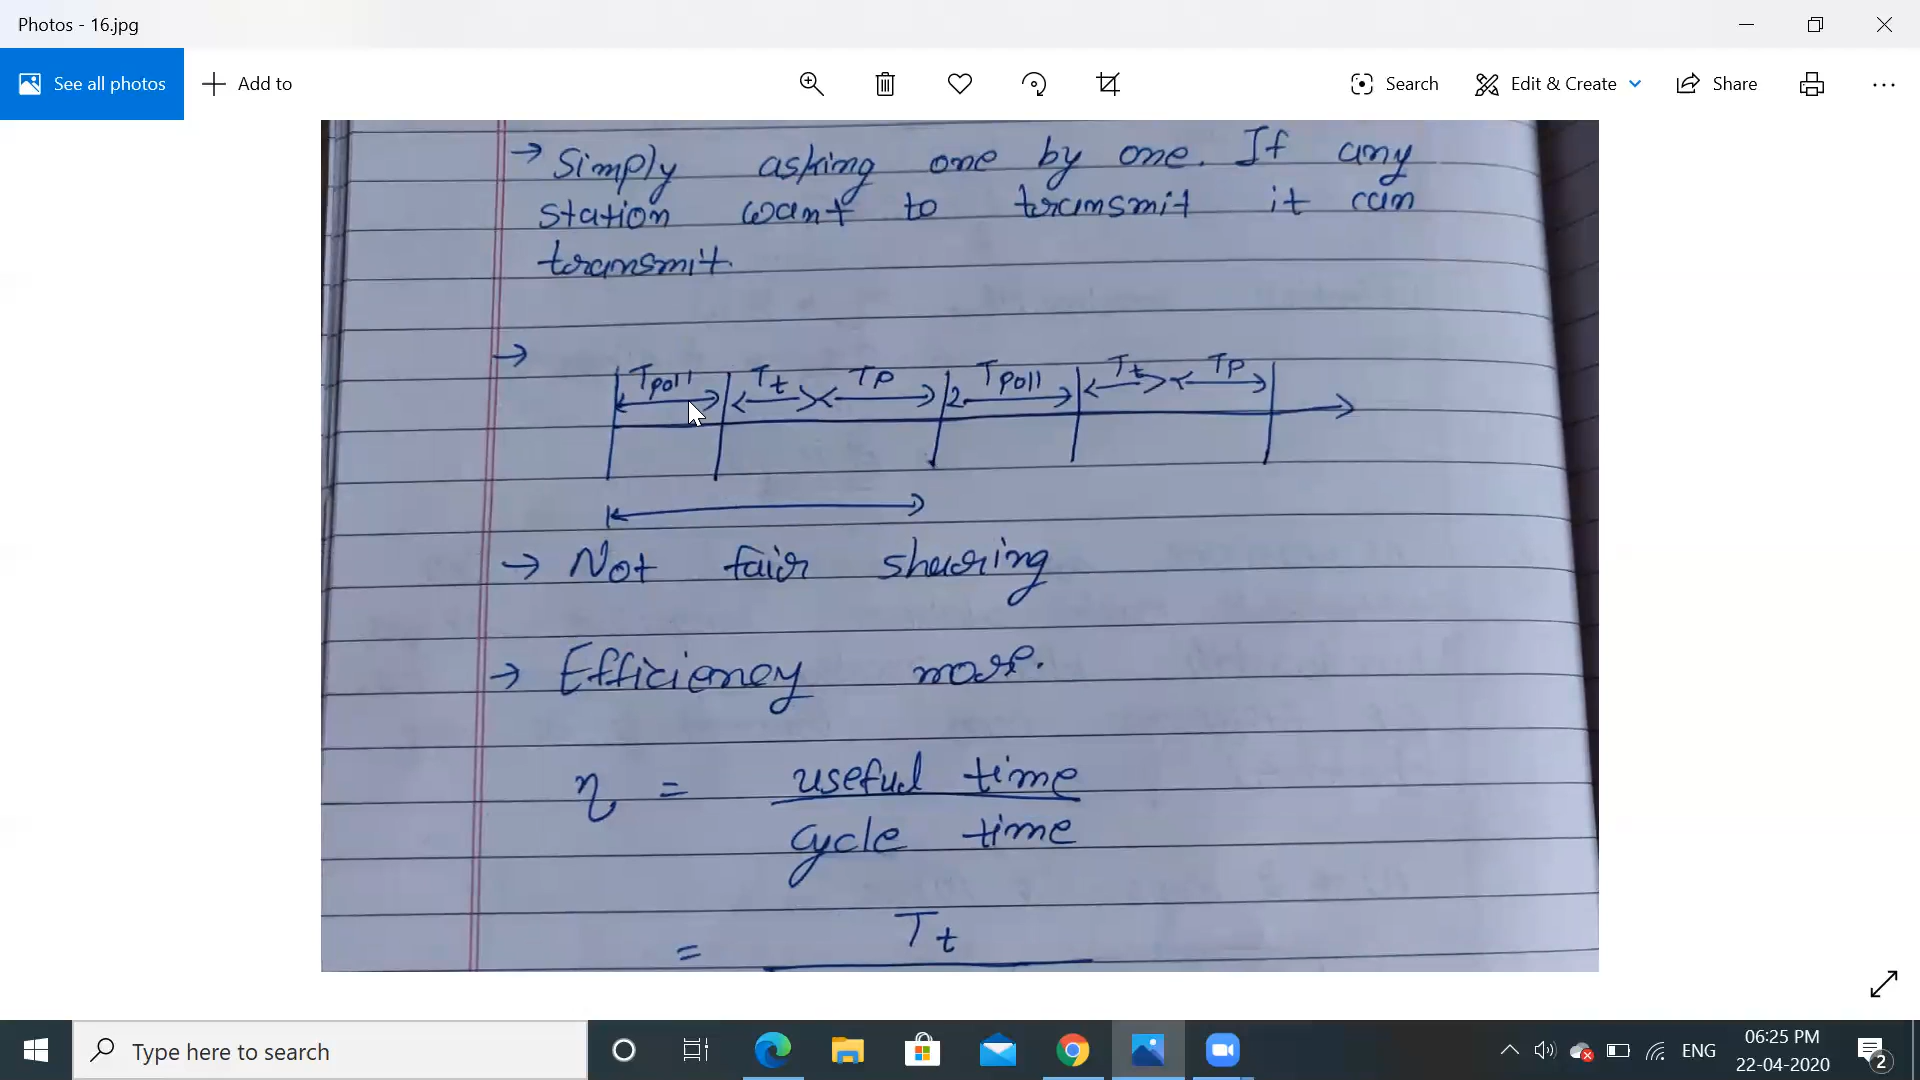 Photos - 16.jpg
See all photos
Add to
Search
Edit & Create
Share
→ Simply asking one by one. If any
station want to transmit it can
transmit.
→
Tpoll Tt TP Tpoll Tt TP
→ Not fair sharing
→ Efficiency more.
η = useful time
cycle time
= Tt
Type here to search
ENG
06:25 PM
22-04-2020
2